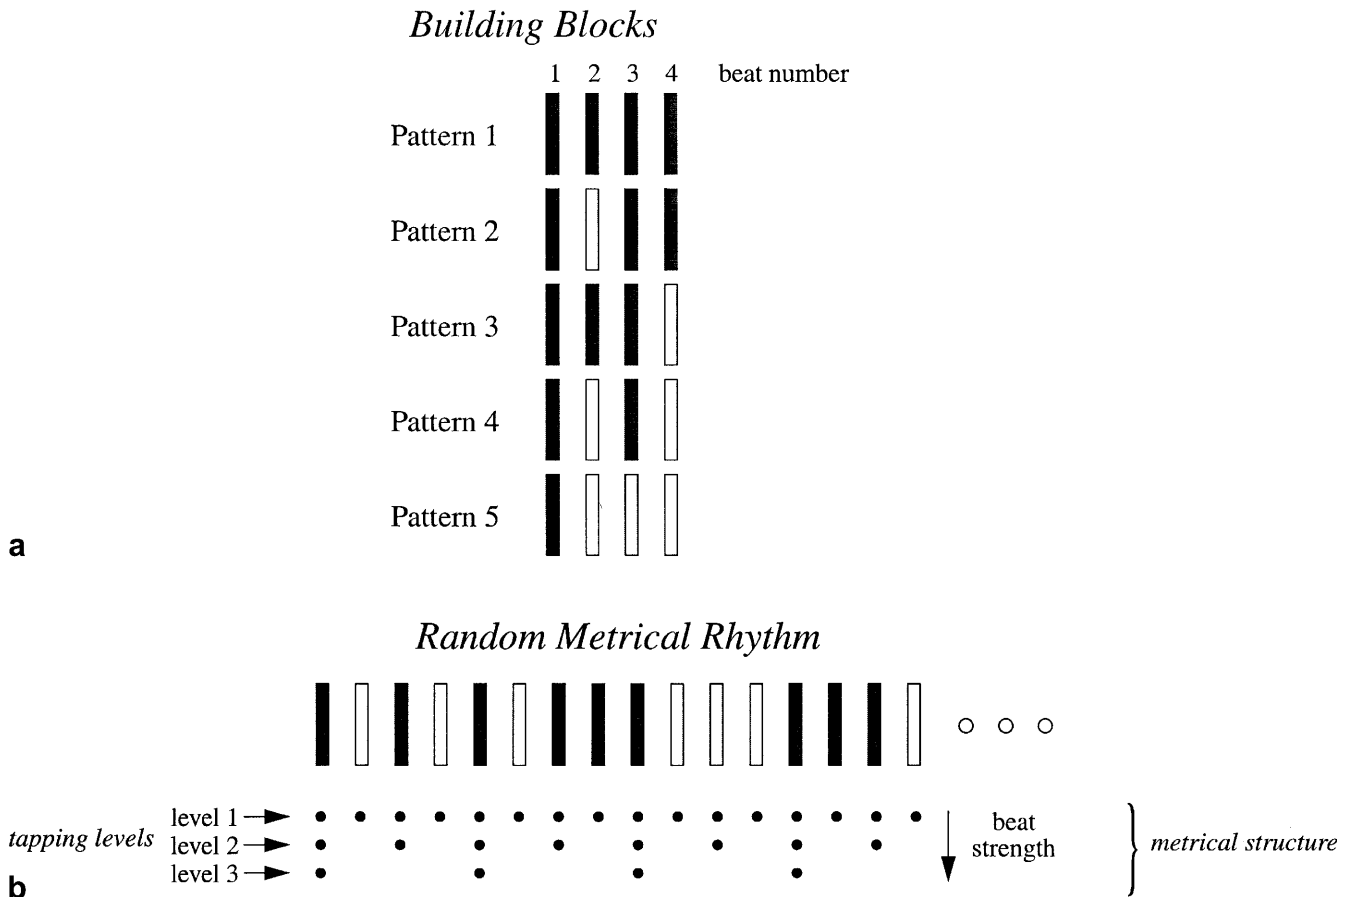 Building Blocks
1 2 3 4 beat number
Pattern 1
Pattern 2
Pattern 3
Pattern 4
Pattern 5
a
Random Metrical Rhythm
tapping levels
level 1
level 2
level 3
beat
strength
metrical structure
b